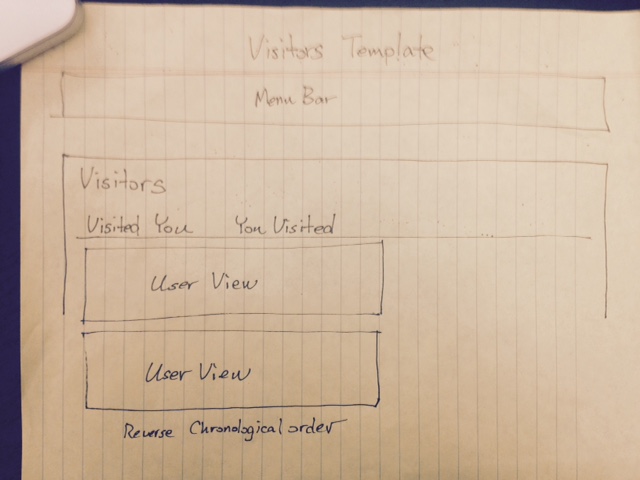 Visitors Template
Menu Bar
Visitors
Visited You You Visited
User View
User View
Reverse Chronological order